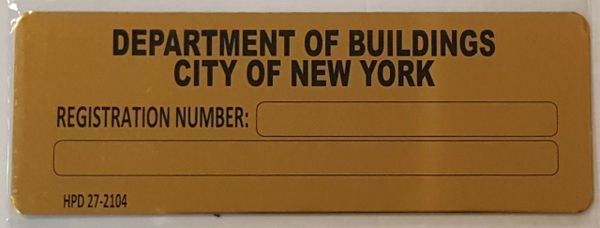 DEPARTMENT OF BUILDINGS
CITY OF NEW YORK
REGISTRATION NUMBER:
HPD 27-2104